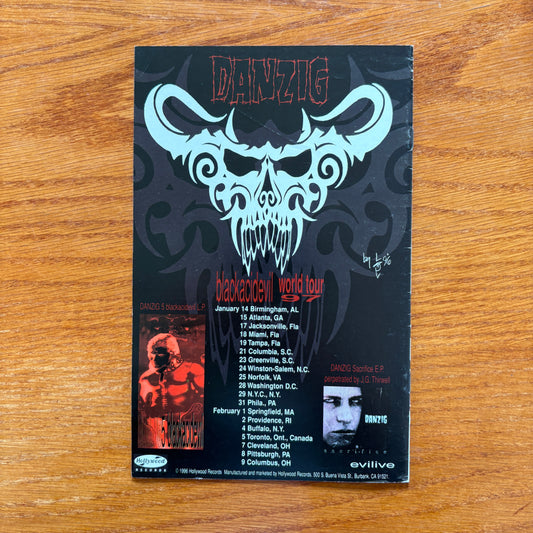 DANZIG
by 놈 96
blackacidevil world tour
97
DANZIG 5 blackacidevil L.P.
January 14 Birmingham, AL
15 Atlanta, GA
17 Jacksonville, Fla
18 Miami, Fla
19 Tampa, Fla
21 Columbia, S.C.
23 Greenville, S.C.
24 Winston-Salem, N.C.
25 Norfolk, VA
28 Washington D.C.
29 N.Y.C., N.Y.
31 Phila., PA
February 1 Springfield, MA
2 Providence, RI
4 Buffalo, N.Y.
5 Toronto, Ont., Canada
7 Cleveland, OH
8 Pittsburgh, PA
9 Columbus, OH
DANZIG Sacrifice E.P.
perpetrated by J.G. Thirlwell
DANZIG
sacrifice
Hollywood
RECORDS
evilive
© 1996 Hollywood Records Manufactured and marketed by Hollywood Records, 500 S. Buena Vista St., Burbank, CA 91521.